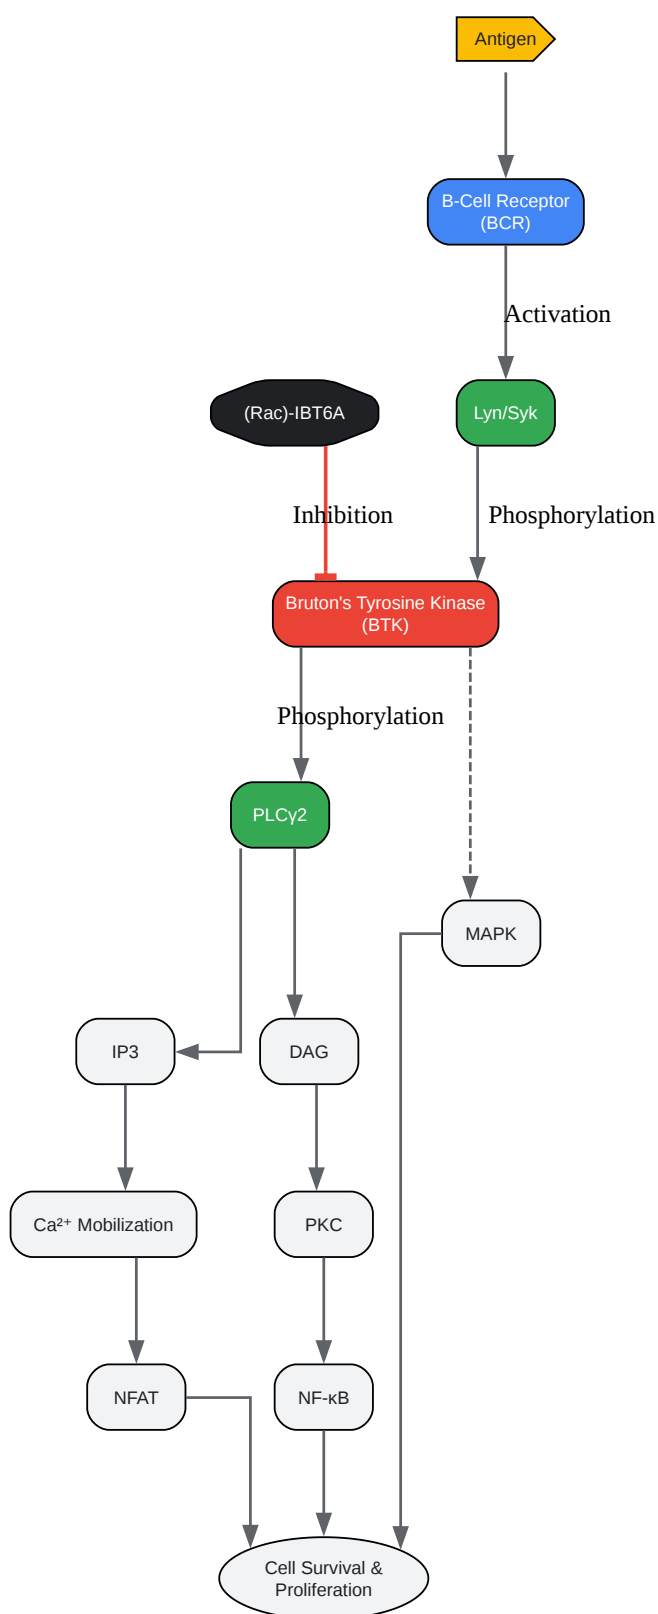 Antigen
B-Cell Receptor
(BCR)
Activation
(Rac)-IBT6A
Lyn/Syk
Inhibition
Phosphorylation
Bruton's Tyrosine Kinase
(BTK)
Phosphorylation
PLCγ2
MAPK
IP3
DAG
Ca²⁺ Mobilization
PKC
NFAT
NF-κB
Cell Survival &
Proliferation